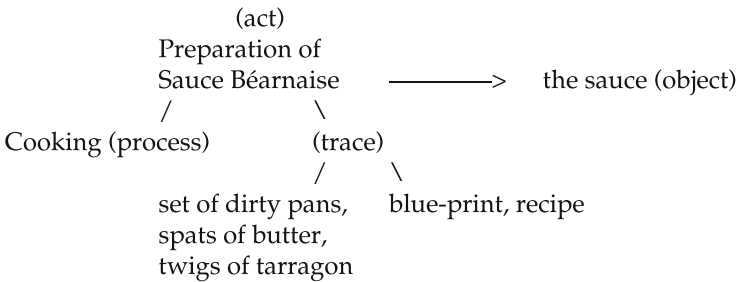 (act)
Preparation of
Sauce Béarnaise ———> the sauce (object)
/ \
Cooking (process) (trace)
/ \
set of dirty pans, blue-print, recipe
spats of butter,
twigs of tarragon